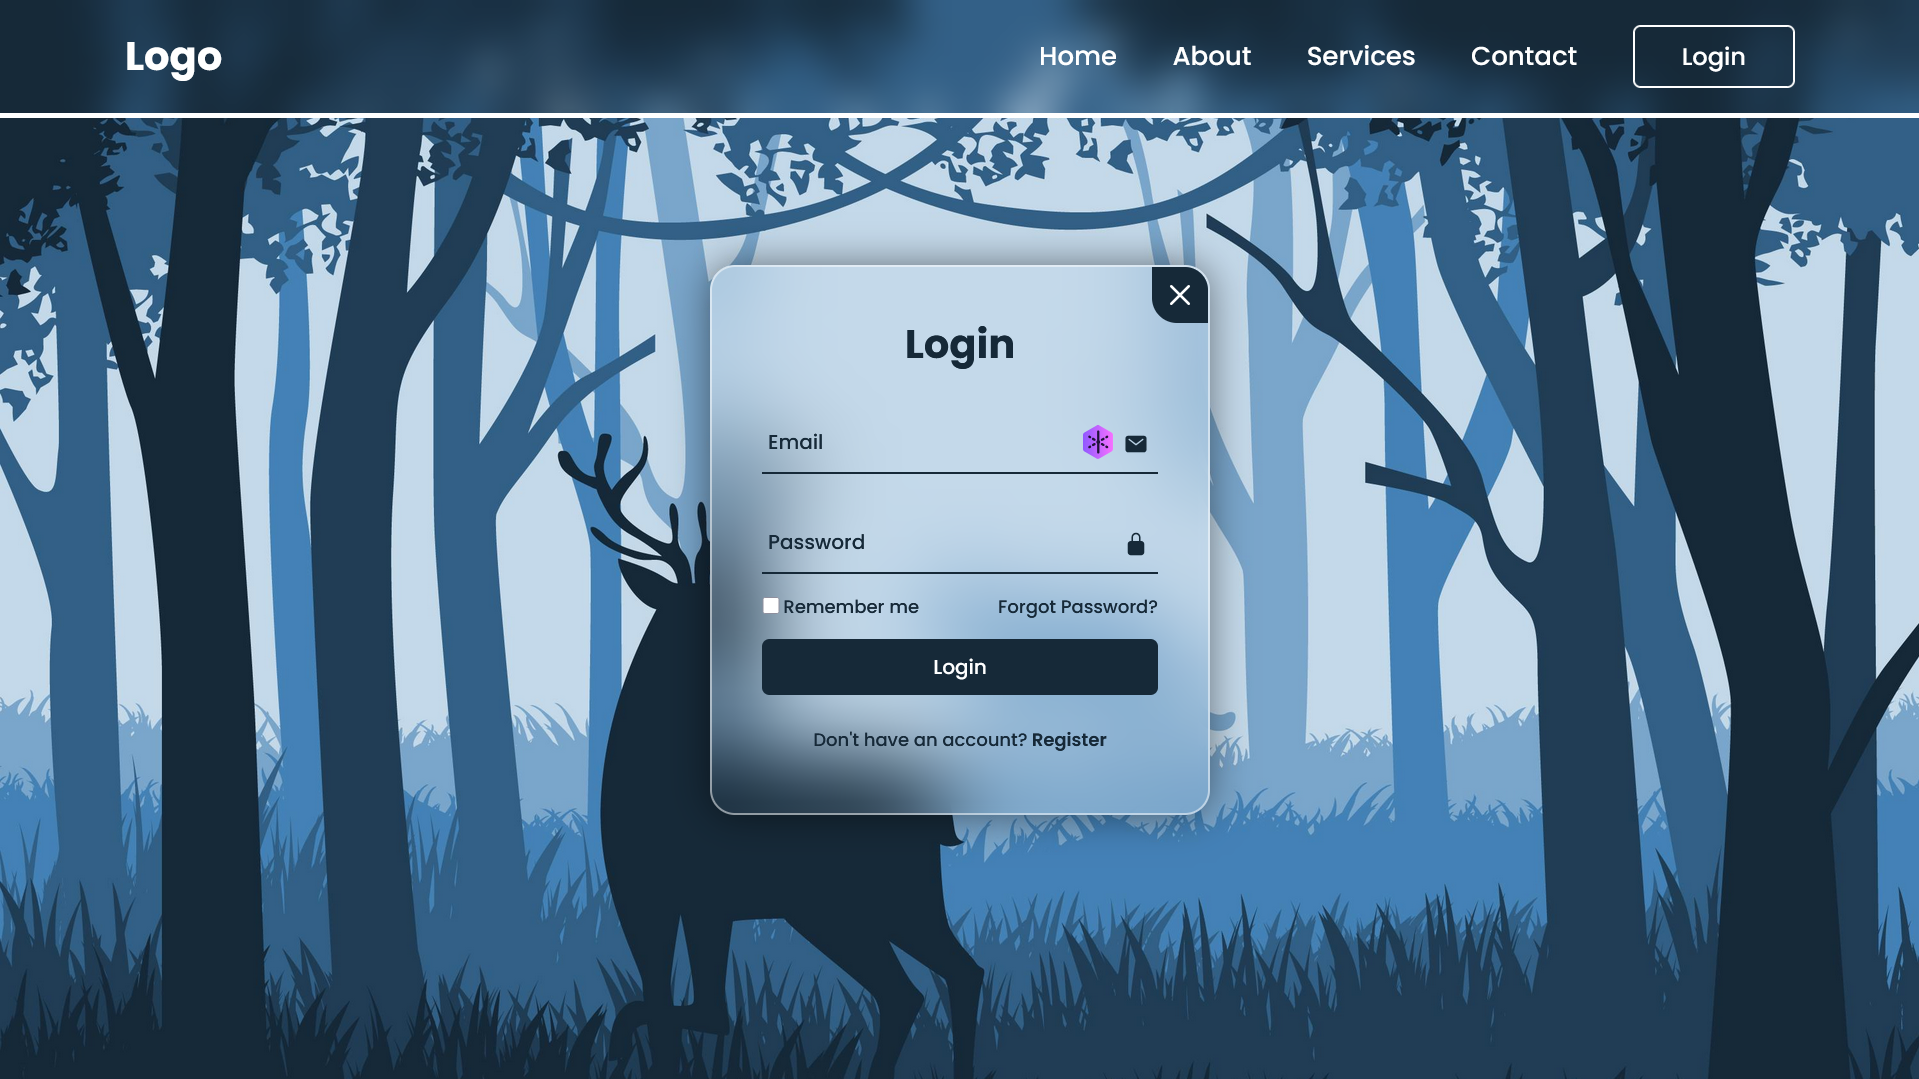 Logo
Home About Services Contact Login
Login
Email
Password
Remember me Forgot Password?
Login
Don't have an account? Register